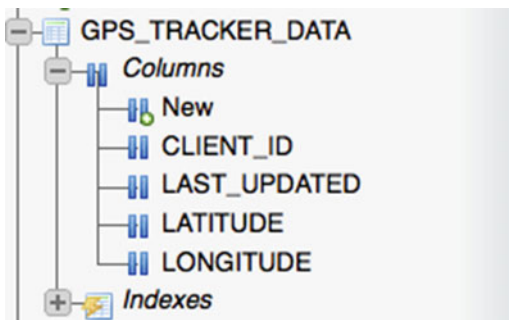 GPS_TRACKER_DATA
Columns
New
CLIENT_ID
LAST_UPDATED
LATITUDE
LONGITUDE
Indexes